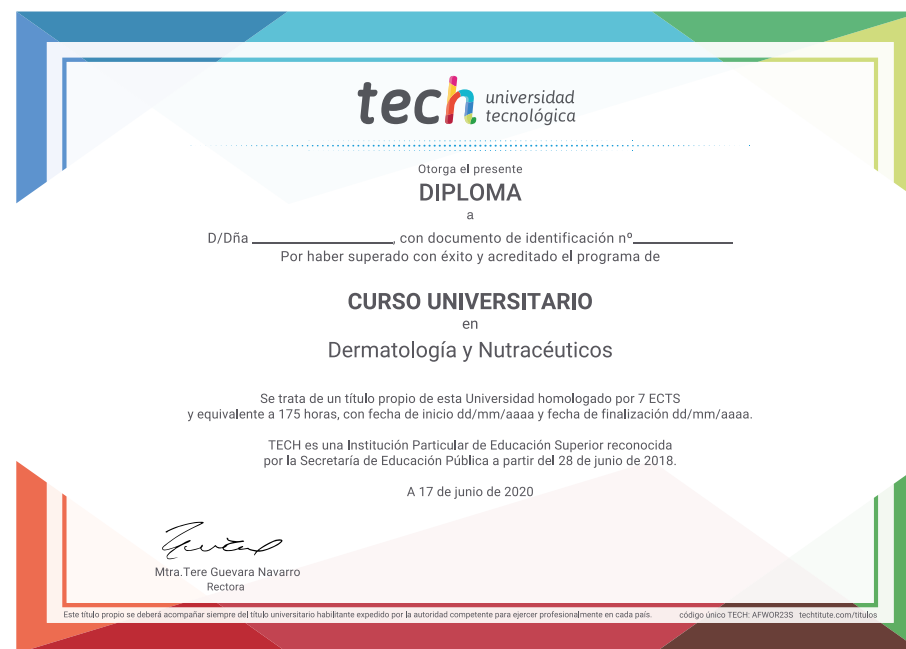 tech universidad
tecnológica
Otorga el presente
DIPLOMA
a
D/Dña ____________________, con documento de identificación nº______________
Por haber superado con éxito y acreditado el programa de
CURSO UNIVERSITARIO
en
Dermatología y Nutracéuticos
Se trata de un título propio de esta Universidad homologado por 7 ECTS
y equivalente a 175 horas, con fecha de inicio dd/mm/aaaa y fecha de finalización dd/mm/aaaa.
TECH es una Institución Particular de Educación Superior reconocida
por la Secretaría de Educación Pública a partir del 28 de junio de 2018.
A 17 de junio de 2020
Mtra.Tere Guevara Navarro
Rectora
Este título propio se deberá acompañar siempre del título universitario habilitante expedido por la autoridad competente para ejercer profesionalmente en cada país. código único TECH: AFWOR23S techtitute.com/titulos